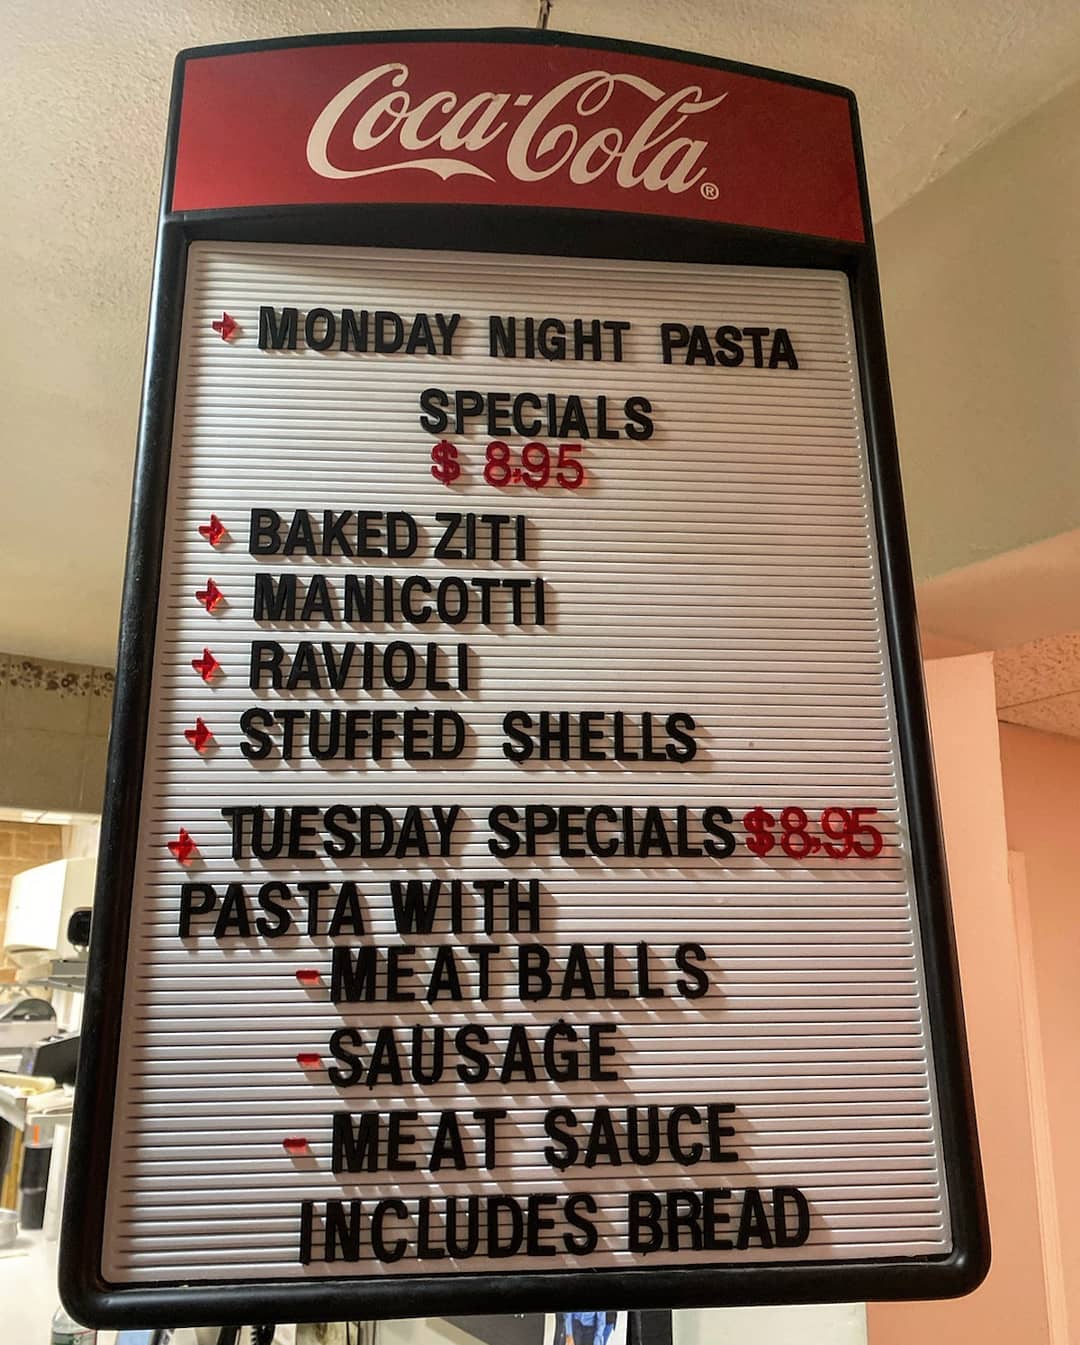 Coca-Cola®
MONDAY NIGHT PASTA
SPECIALS
$ 8.95
BAKED ZITI
MANICOTTI
RAVIOLI
STUFFED SHELLS
TUESDAY SPECIALS $8.95
PASTA WITH
- MEATBALLS
- SAUSAGE
- MEAT SAUCE
INCLUDES BREAD